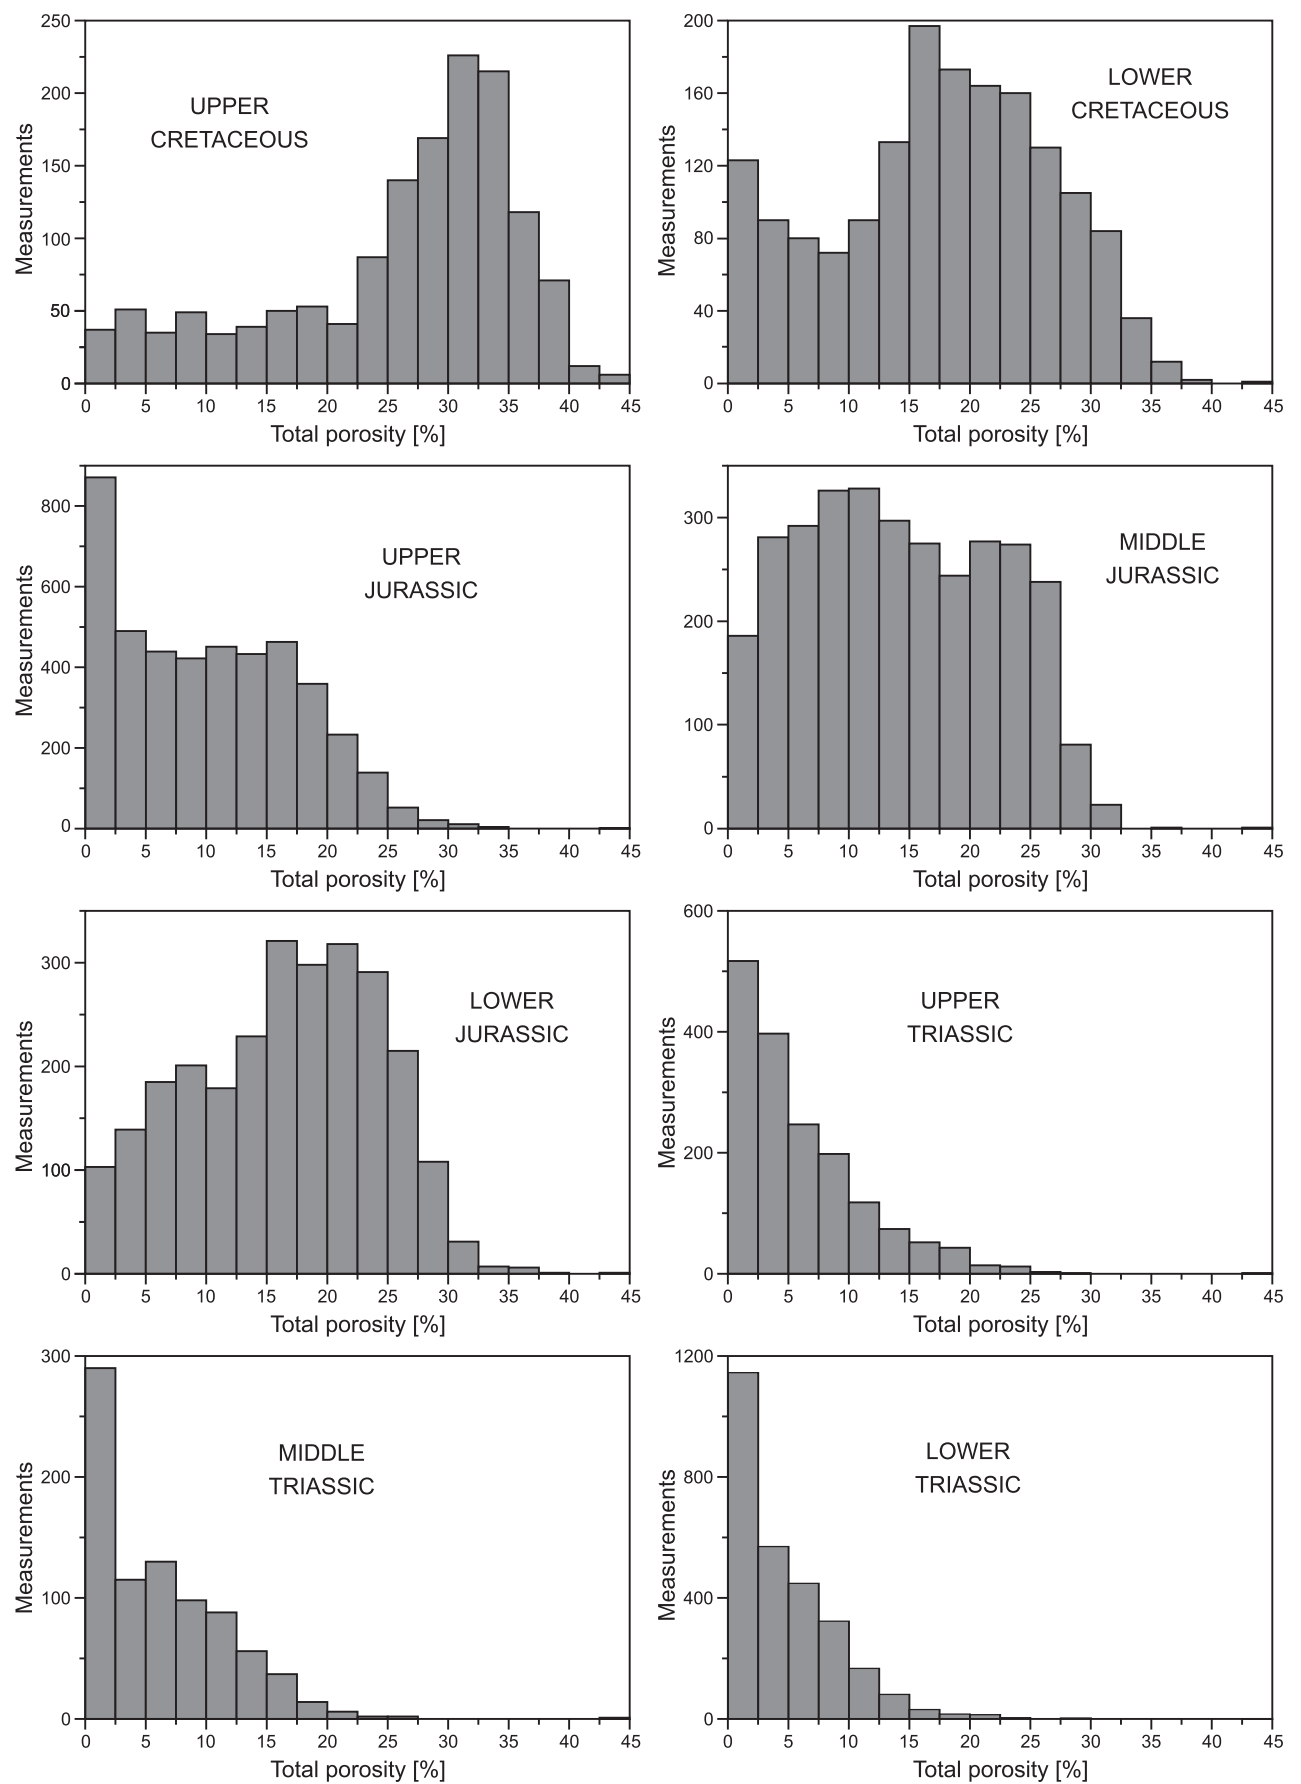 250
200
150
100
50
0
Measurements
UPPER
CRETACEOUS
0 5 10 15 20 25 30 35 40 45
Total porosity [%]
200
160
120
80
40
0
Measurements
LOWER
CRETACEOUS
0 5 10 15 20 25 30 35 40 45
Total porosity [%]
800
600
400
200
0
Measurements
UPPER
JURASSIC
0 5 10 15 20 25 30 35 40 45
Total porosity [%]
300
200
100
0
Measurements
MIDDLE
JURASSIC
0 5 10 15 20 25 30 35 40 45
Total porosity [%]
300
200
100
0
Measurements
LOWER
JURASSIC
0 5 10 15 20 25 30 35 40 45
Total porosity [%]
600
400
200
0
Measurements
UPPER
TRIASSIC
0 5 10 15 20 25 30 35 40 45
Total porosity [%]
300
200
100
0
Measurements
MIDDLE
TRIASSIC
0 5 10 15 20 25 30 35 40 45
Total porosity [%]
1200
800
400
0
Measurements
LOWER
TRIASSIC
0 5 10 15 20 25 30 35 40 45
Total porosity [%]